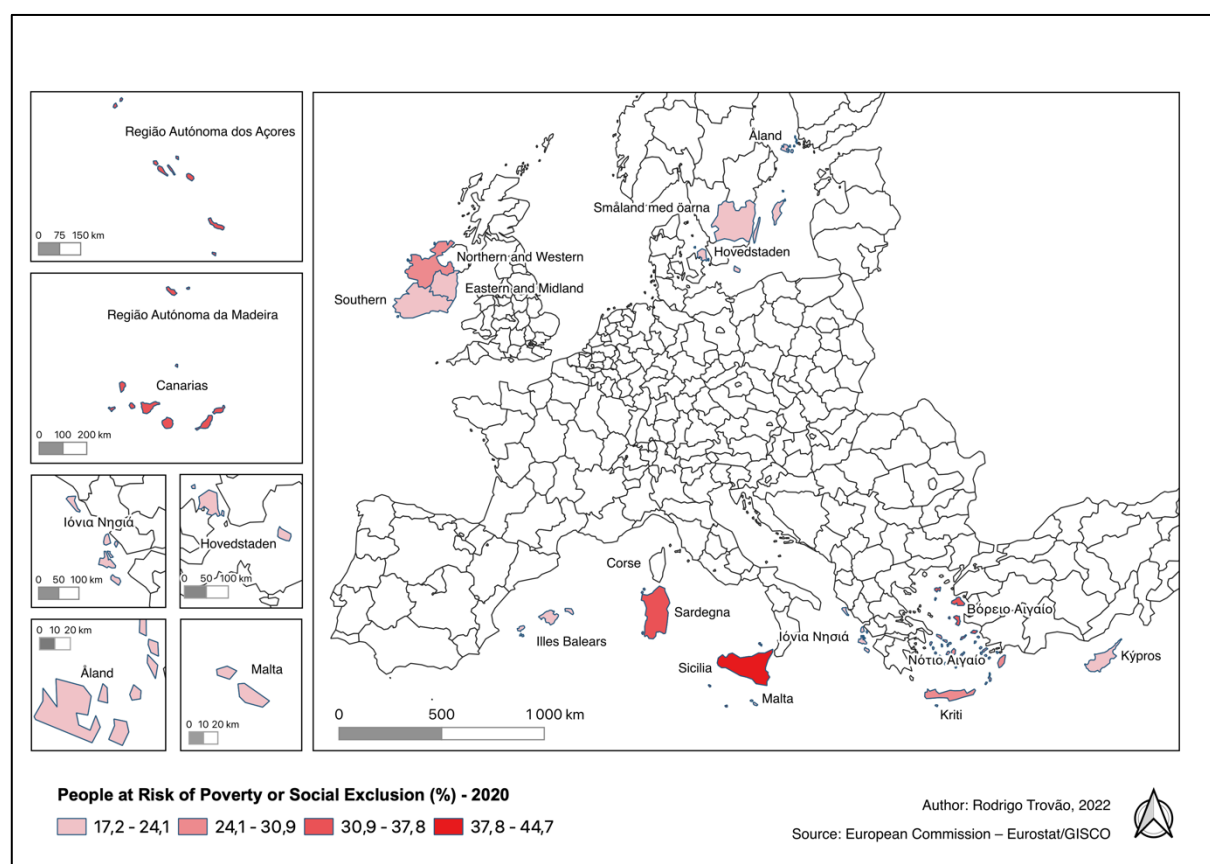 Região Autónoma dos Açores
0 75 150 km
Região Autónoma da Madeira
Canarias
0 100 200 km
Ιόνια Νησιά
0 50 100 km
Hovedstaden
0 50 100 km
0 10 20 km
Åland
Malta
0 10 20 km
Åland
Småland med öarna
Hovedstaden
Northern and Western
Eastern and Midland
Southern
Corse
Sardegna
Illes Balears
Ιόνια Νησιά
Βόρειο Αιγαίο
Sicilia
Νότιο Αιγαίο
Kýpros
Malta
Kriti
0 500 1 000 km
People at Risk of Poverty or Social Exclusion (%) - 2020
17,2 - 24,1 24,1 - 30,9 30,9 - 37,8 37,8 - 44,7
Author: Rodrigo Trovão, 2022
Source: European Commission – Eurostat/GISCO